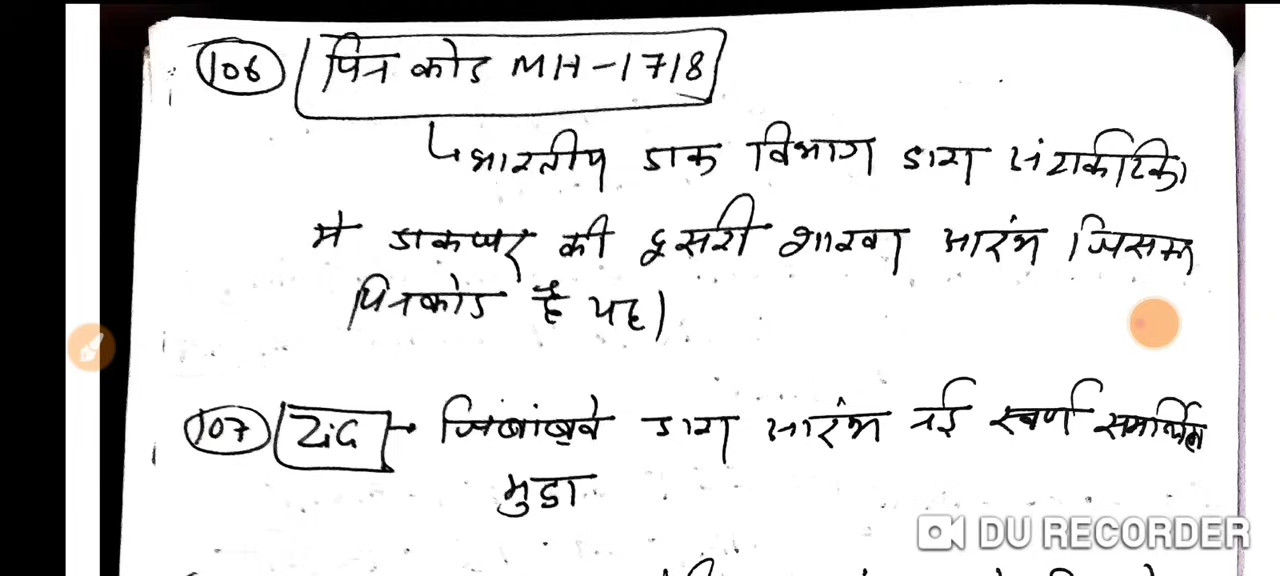 106 पिन कोड MH-1718
भारतीय डाक विभाग द्वारा अंटार्कटिका
मे डाकघर की दुसरी शाखा आरंभ जिसका
पिनकोड है यह।
107 ZiG → जिंबांब्वे द्वारा आरंभ नई स्वर्ण समर्थित
मुद्रा
DU RECORDER